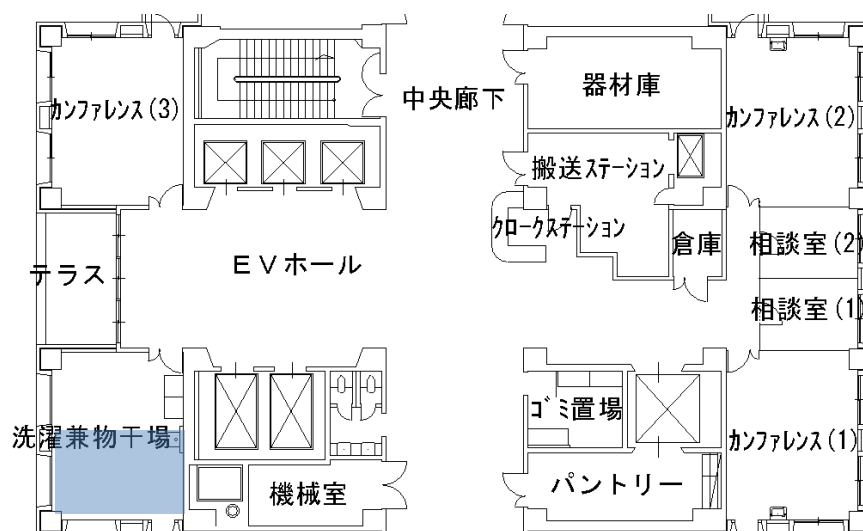 中央廊下
器材庫
ｶﾝﾌｧﾚﾝｽ(3)
ｶﾝﾌｧﾚﾝｽ(2)
搬送ｽﾃｰｼｮﾝ
ｸﾛｰｸｽﾃｰｼｮﾝ
倉庫
相談室(2)
テラス
ＥＶホール
相談室(1)
洗濯兼物干場
ｺﾞﾐ置場
ｶﾝﾌｧﾚﾝｽ(1)
機械室
パントリー